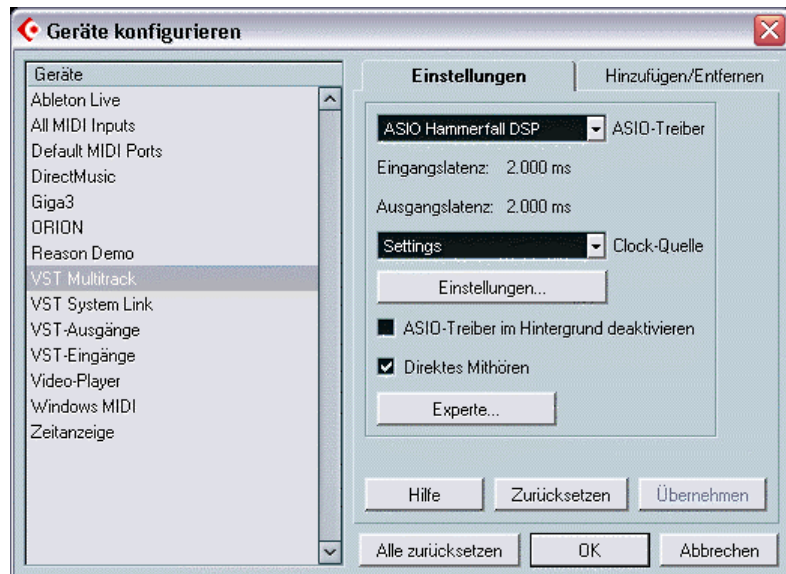 Geräte konfigurieren
Geräte
Ableton Live
All MIDI Inputs
Default MIDI Ports
DirectMusic
Giga3
ORION
Reason Demo
VST Multitrack
VST System Link
VST-Ausgänge
VST-Eingänge
Video-Player
Windows MIDI
Zeitanzeige
Einstellungen
Hinzufügen/Entfernen
ASIO Hammerfall DSP ASIO-Treiber
Eingangslatenz: 2.000 ms
Ausgangslatenz: 2.000 ms
Settings Clock-Quelle
Einstellungen...
ASIO-Treiber im Hintergrund deaktivieren
Direktes Mithören
Experte...
Hilfe Zurücksetzen Übernehmen
Alle zurücksetzen OK Abbrechen